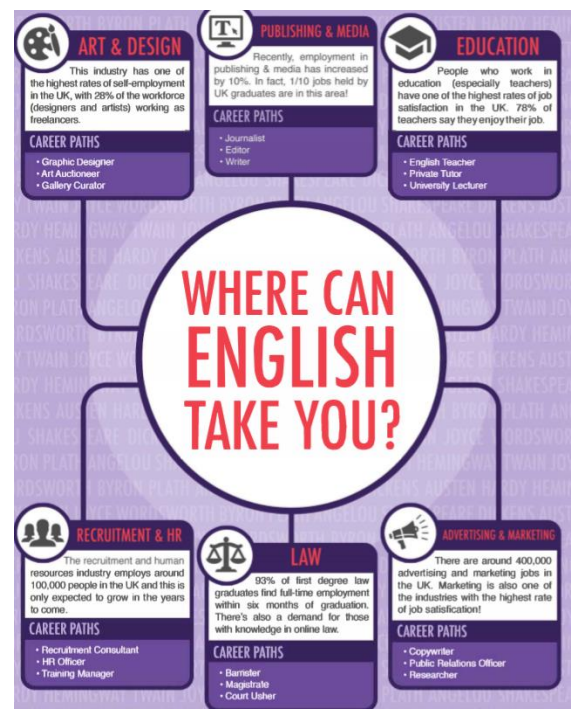 ART & DESIGN
This industry has one of
the highest rates of self-employment
in the UK, with 28% of the workforce
(designers and artists) working as
freelancers.
CAREER PATHS
• Graphic Designer
• Art Auctioneer
• Gallery Curator
T.
PUBLISHING & MEDIA
Recently, employment in
publishing & media has increased
by 10%. In fact, 1/10 jobs held by
UK graduates are in this area!
CAREER PATHS
• Journalist
• Editor
• Writer
EDUCATION
People who work in
education (especially teachers)
have one of the highest rates of job
satisfaction in the UK. 78% of
teachers say they enjoy their job.
CAREER PATHS
• English Teacher
• Private Tutor
• University Lecturer
WHERE CAN
ENGLISH
TAKE YOU?
RECRUITMENT & HR
The recruitment and human
resources industry employs around
100,000 people in the UK and this is
only expected to grow in the years
to come.
CAREER PATHS
• Recruitment Consultant
• HR Officer
• Training Manager
LAW
93% of first degree law
graduates find full-time employment
within six months of graduation.
There's also a demand for those
with knowledge in online law.
CAREER PATHS
• Barrister
• Magistrate
• Court Usher
ADVERTISING & MARKETING
There are around 400,000
advertising and marketing jobs in
the UK. Marketing is also one of
the industries with the highest rate
of job satisfication!
CAREER PATHS
• Copywriter
• Public Relations Officer
• Researcher